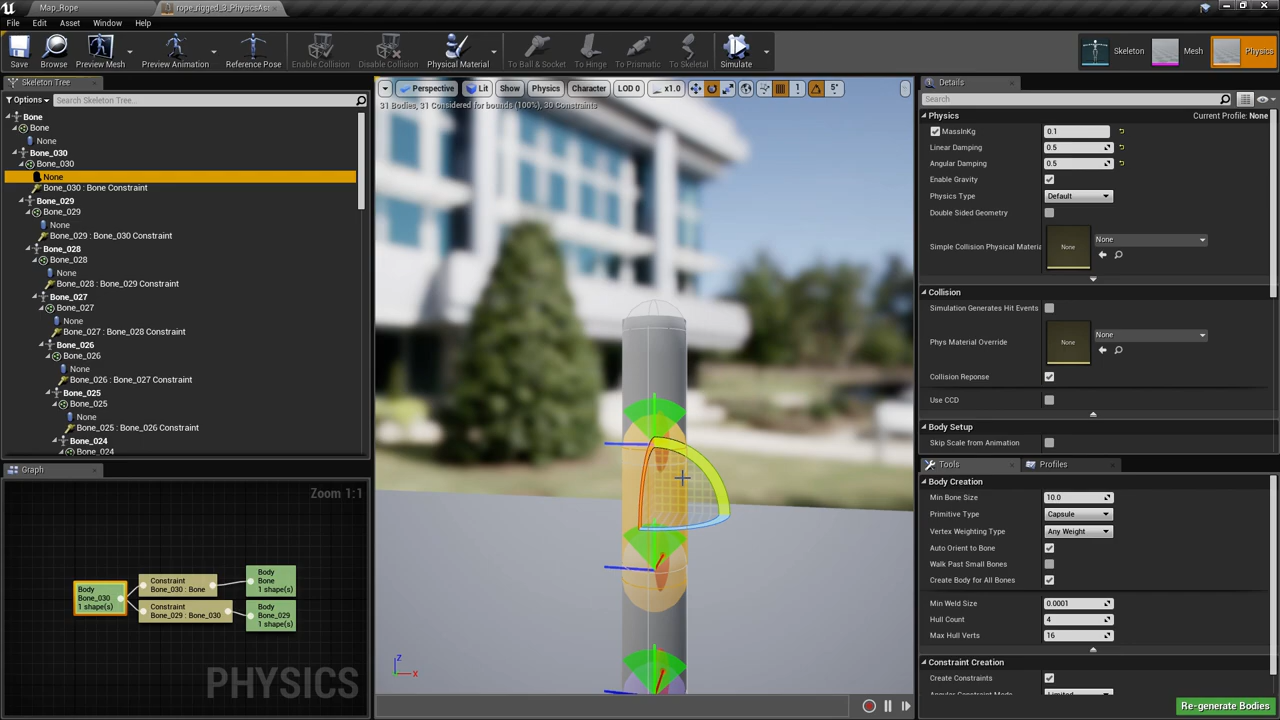 Map_Rope
rope_rigged_3_PhysicsAss
File Edit Asset Window Help
Save
Browse
Preview Mesh
Preview Animation
Reference Pose
Enable Collision
Disable Collision
Physical Material
To Ball & Socket
To Hinge
To Prismatic
To Skeletal
Simulate
Skeleton
Mesh
Physics
Skeleton Tree
Options
Search Skeleton Tree...
Bone
Bone
None
Bone_030
Bone_030
None
Bone_030 : Bone Constraint
Bone_029
Bone_029
None
Bone_029 : Bone_030 Constraint
Bone_028
Bone_028
None
Bone_028 : Bone_029 Constraint
Bone_027
Bone_027
None
Bone_027 : Bone_028 Constraint
Bone_026
Bone_026
None
Bone_026 : Bone_027 Constraint
Bone_025
Bone_025
None
Bone_025 : Bone_026 Constraint
Bone_024
Bone_024
Graph
Zoom 1:1
Body
Bone_030
1 shape(s)
Constraint
Bone_030 : Bone
Constraint
Bone_029 : Bone_030
Body
Bone
1 shape(s)
Body
Bone_029
1 shape(s)
PHYSICS
Perspective Lit Show Physics Character LOD 0 x1.0 1 5°
31 Bodies, 31 Considered for bounds (100%), 30 Constraints
z
x
Details
Search
Physics Current Profile: None
MassInKg 0.1
Linear Damping 0.5
Angular Damping 0.5
Enable Gravity
Physics Type Default
Double Sided Geometry
Simple Collision Physical Materia None None
Collision
Simulation Generates Hit Events
Phys Material Override None None
Collision Reponse
Use CCD
Body Setup
Skip Scale from Animation
Tools Profiles
Body Creation
Min Bone Size 10.0
Primitive Type Capsule
Vertex Weighting Type Any Weight
Auto Orient to Bone
Walk Past Small Bones
Create Body for All Bones
Min Weld Size 0.0001
Hull Count 4
Max Hull Verts 16
Constraint Creation
Create Constraints
Angular Constraint Mode Limited
Re-generate Bodies